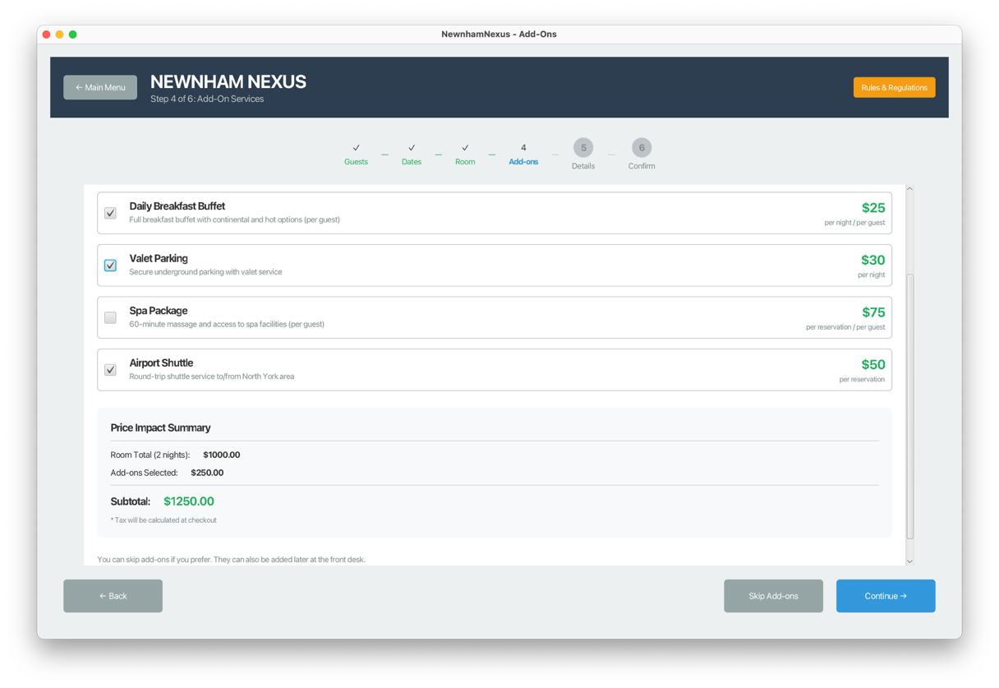 NewnhamNexus - Add-Ons
← Main Menu
NEWNHAM NEXUS
Step 4 of 6: Add-On Services
Rules & Regulations
✓ ✓ ✓ 4 5 6
Guests Dates Room Add-ons Details Confirm
Daily Breakfast Buffet
Full breakfast buffet with continental and hot options (per guest)
$25
per night / per guest
Valet Parking
Secure underground parking with valet service
$30
per night
Spa Package
60-minute massage and access to spa facilities (per guest)
$75
per reservation / per guest
Airport Shuttle
Round-trip shuttle service to/from North York area
$50
per reservation
Price Impact Summary
Room Total (2 nights): $1000.00
Add-ons Selected: $250.00
Subtotal: $1250.00
* Tax will be calculated at checkout
You can skip add-ons if you prefer. They can also be added later at the front desk.
← Back
Skip Add-ons
Continue →